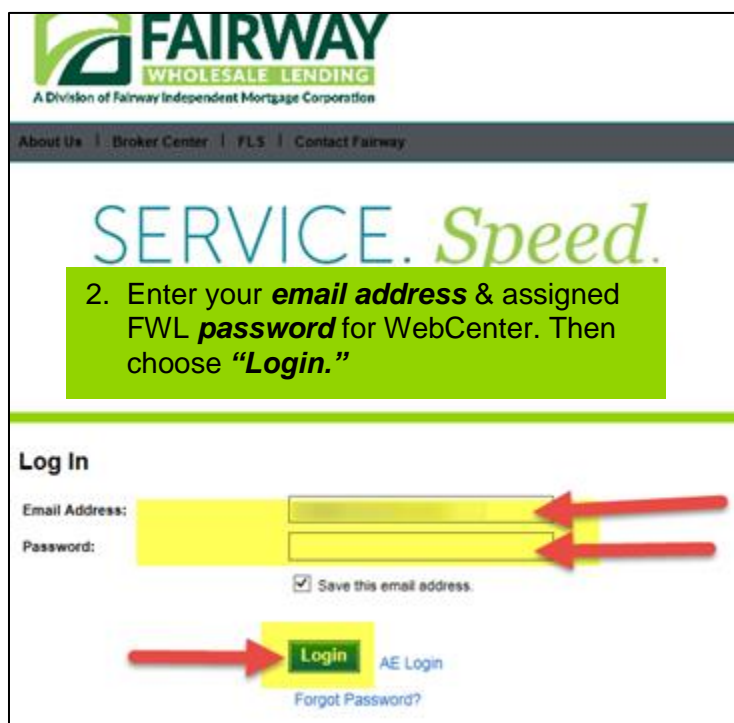 FAIRWAY
WHOLESALE LENDING
A Division of Fairway Independent Mortgage Corporation
About Us | Broker Center | FLS | Contact Fairway
SERVICE. Speed.
2. Enter your email address & assigned
FWL password for WebCenter. Then
choose “Login.”
Log In
Email Address:
Password:
Save this email address.
Login AE Login
Forgot Password?